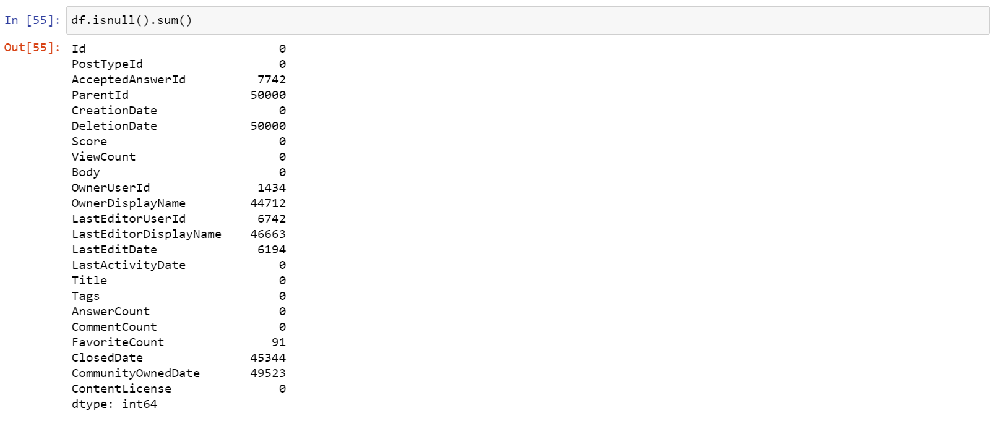 In [55]: df.isnull().sum()
Out[55]: Id 0
PostTypeId 0
AcceptedAnswerId 7742
ParentId 50000
CreationDate 0
DeletionDate 50000
Score 0
ViewCount 0
Body 0
OwnerUserId 1434
OwnerDisplayName 44712
LastEditorUserId 6742
LastEditorDisplayName 46663
LastEditDate 6194
LastActivityDate 0
Title 0
Tags 0
AnswerCount 0
CommentCount 0
FavoriteCount 91
ClosedDate 45344
CommunityOwnedDate 49523
ContentLicense 0
dtype: int64